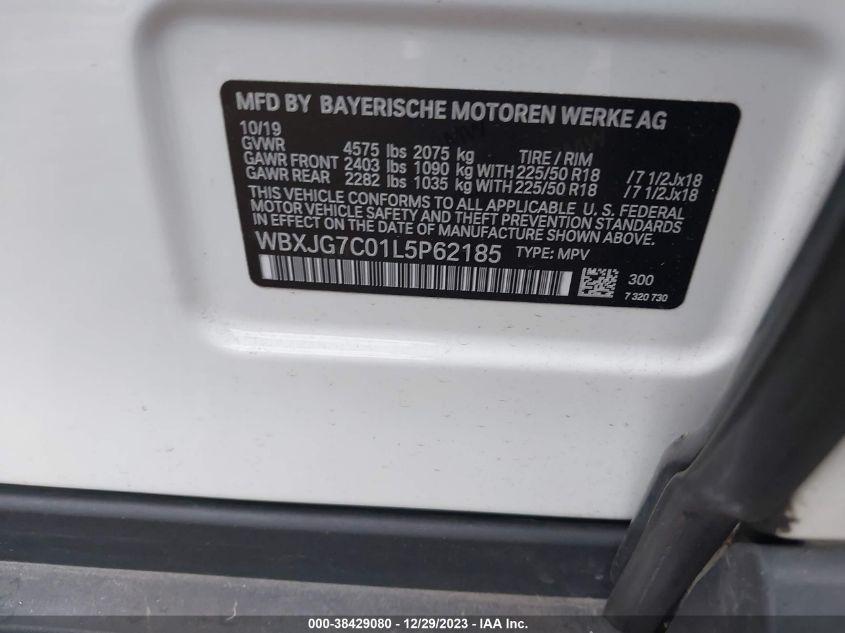 MFD BY BAYERISCHE MOTOREN WERKE AG
10/19
GVWR 4575 lbs 2075 kg TIRE / RIM
GAWR FRONT 2403 lbs 1090 kg WITH 225/50 R18 /7 1/2Jx18
GAWR REAR 2282 lbs 1035 kg WITH 225/50 R18 /7 1/2Jx18
THIS VEHICLE CONFORMS TO ALL APPLICABLE U. S. FEDERAL
MOTOR VEHICLE SAFETY AND THEFT PREVENTION STANDARDS
IN EFFECT ON THE DATE OF MANUFACTURE SHOWN ABOVE.
WBXJG7C01L5P62185 TYPE: MPV
300
7 320 730
000-38429080 - 12/29/2023 - IAA Inc.